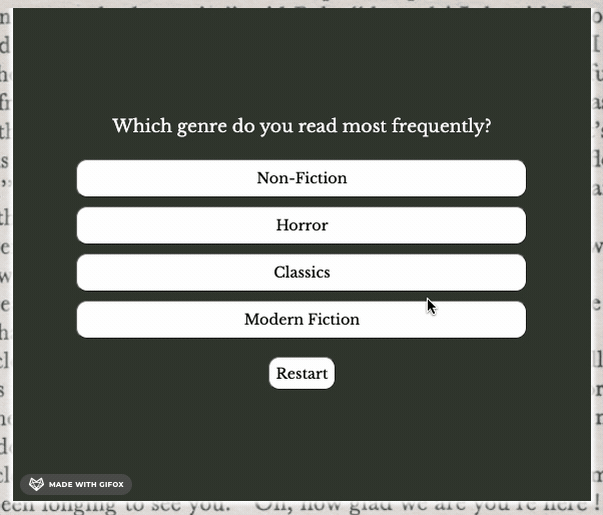 Which genre do you read most frequently?
Non-Fiction
Horror
Classics
Modern Fiction
Restart
MADE WITH GIFOX
een longing to see you. "Oh, how glad we are you're here!